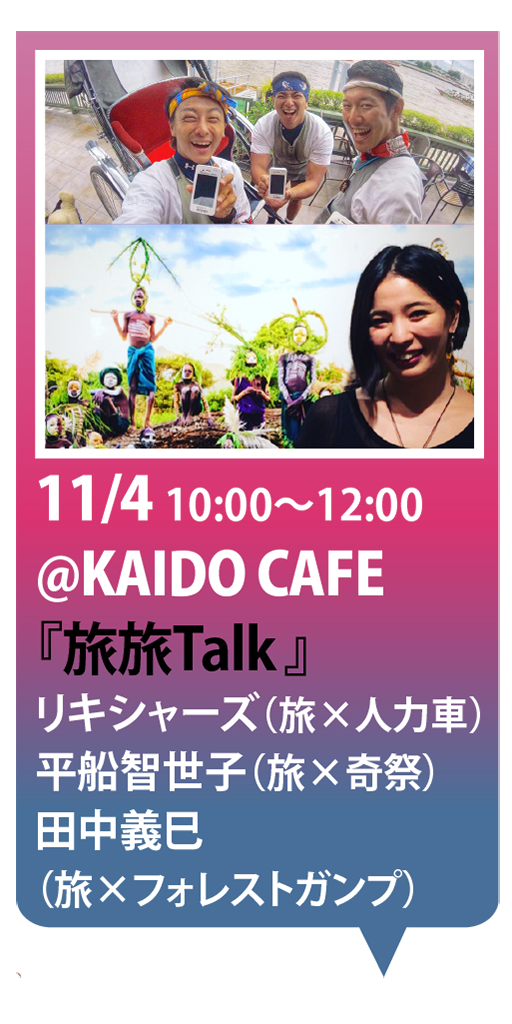 11/4 10:00～12:00
@KAIDO CAFE
『旅旅Talk』
リキシャーズ（旅×人力車）
平船智世子（旅×奇祭）
田中義巳
（旅×フォレストガンプ）